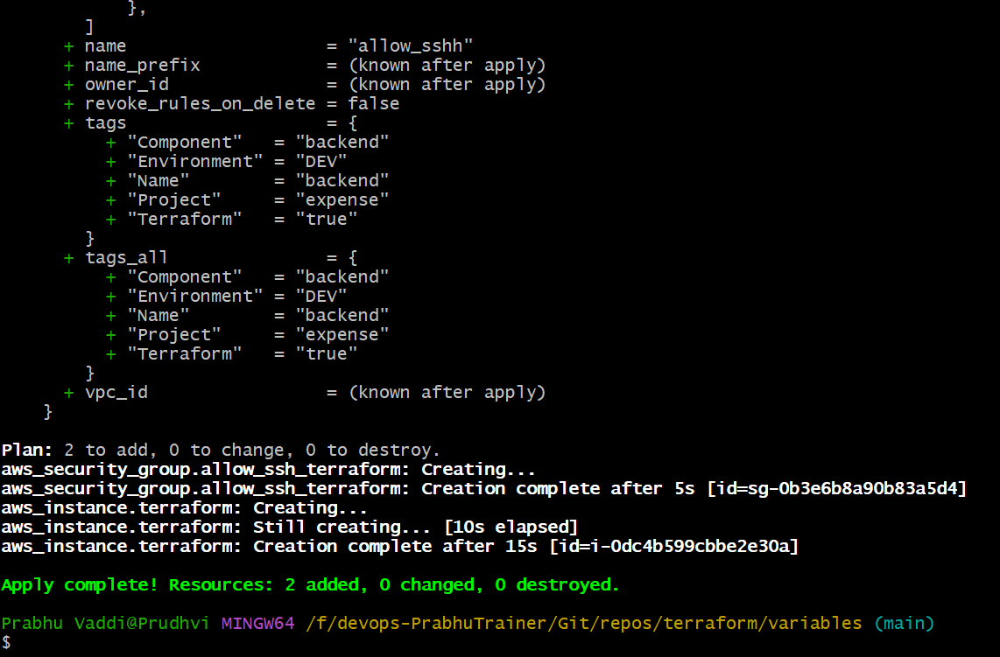 },
]
+ name = "allow_sshh"
+ name_prefix = (known after apply)
+ owner_id = (known after apply)
+ revoke_rules_on_delete = false
+ tags = {
+ "Component" = "backend"
+ "Environment" = "DEV"
+ "Name" = "backend"
+ "Project" = "expense"
+ "Terraform" = "true"
}
+ tags_all = {
+ "Component" = "backend"
+ "Environment" = "DEV"
+ "Name" = "backend"
+ "Project" = "expense"
+ "Terraform" = "true"
}
+ vpc_id = (known after apply)
}
Plan: 2 to add, 0 to change, 0 to destroy.
aws_security_group.allow_ssh_terraform: Creating...
aws_security_group.allow_ssh_terraform: Creation complete after 5s [id=sg-0b3e6b8a90b83a5d4]
aws_instance.terraform: Creating...
aws_instance.terraform: Still creating... [10s elapsed]
aws_instance.terraform: Creation complete after 15s [id=i-0dc4b599cbbe2e30a]
Apply complete! Resources: 2 added, 0 changed, 0 destroyed.
Prabhu Vaddi@Prudhvi MINGW64 /f/devops-PrabhuTrainer/Git/repos/terraform/variables (main)
$